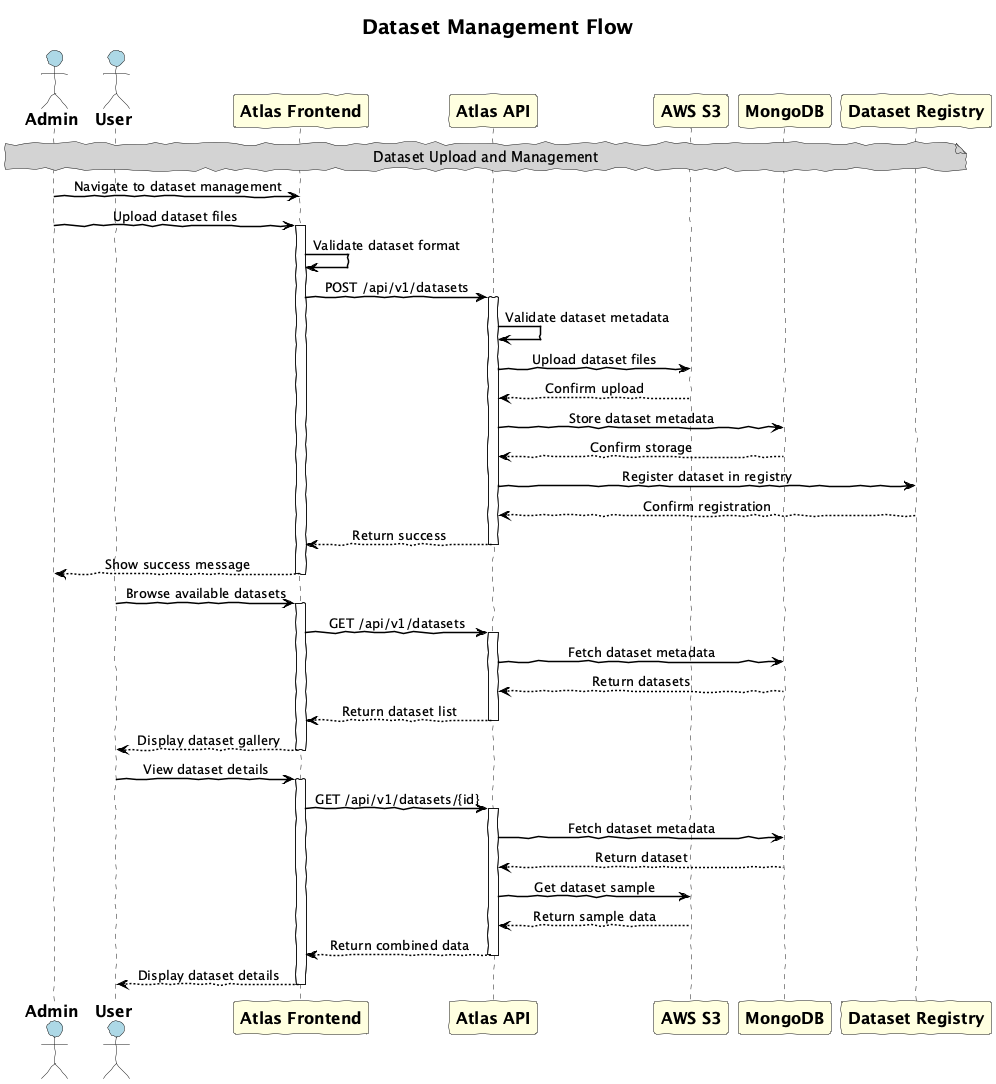 Dataset Management Flow
Admin
User
Atlas Frontend
Atlas API
AWS S3
MongoDB
Dataset Registry
Dataset Upload and Management
Navigate to dataset management
Upload dataset files
Validate dataset format
POST /api/v1/datasets
Validate dataset metadata
Upload dataset files
Confirm upload
Store dataset metadata
Confirm storage
Register dataset in registry
Confirm registration
Return success
Show success message
Browse available datasets
GET /api/v1/datasets
Fetch dataset metadata
Return datasets
Return dataset list
Display dataset gallery
View dataset details
GET /api/v1/datasets/{id}
Fetch dataset metadata
Return dataset
Get dataset sample
Return sample data
Return combined data
Display dataset details
Admin
User
Atlas Frontend
Atlas API
AWS S3
MongoDB
Dataset Registry